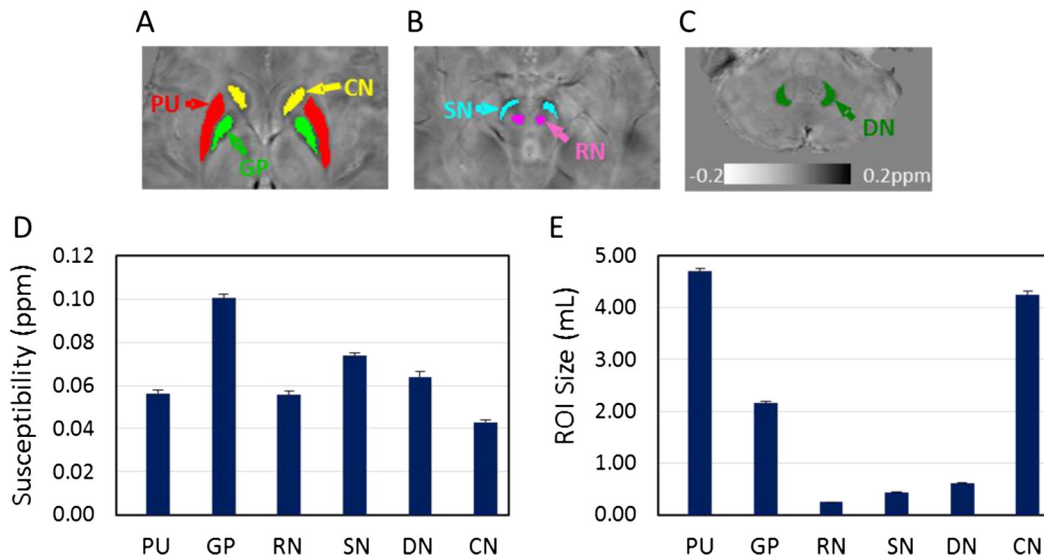 A
B
C
PU
CN
GP
SN
RN
DN
-0.2
0.2ppm
D
E
Susceptibility (ppm)
0.12
0.10
0.08
0.06
0.04
0.02
0.00
PU GP RN SN DN CN
ROI Size (mL)
5.00
4.00
3.00
2.00
1.00
0.00
PU GP RN SN DN CN